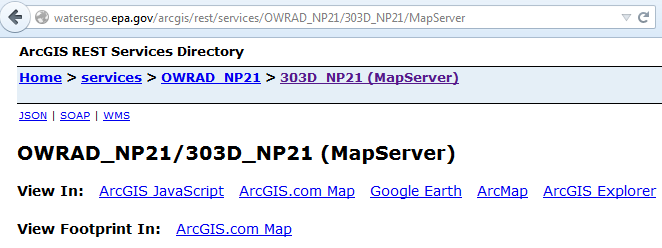 watersgeo.epa.gov/arcgis/rest/services/OWRAD_NP21/303D_NP21/MapServer
ArcGIS REST Services Directory
Home > services > OWRAD_NP21 > 303D_NP21 (MapServer)
JSON | SOAP | WMS
OWRAD_NP21/303D_NP21 (MapServer)
View In: ArcGIS JavaScript ArcGIS.com Map Google Earth ArcMap ArcGIS Explorer
View Footprint In: ArcGIS.com Map